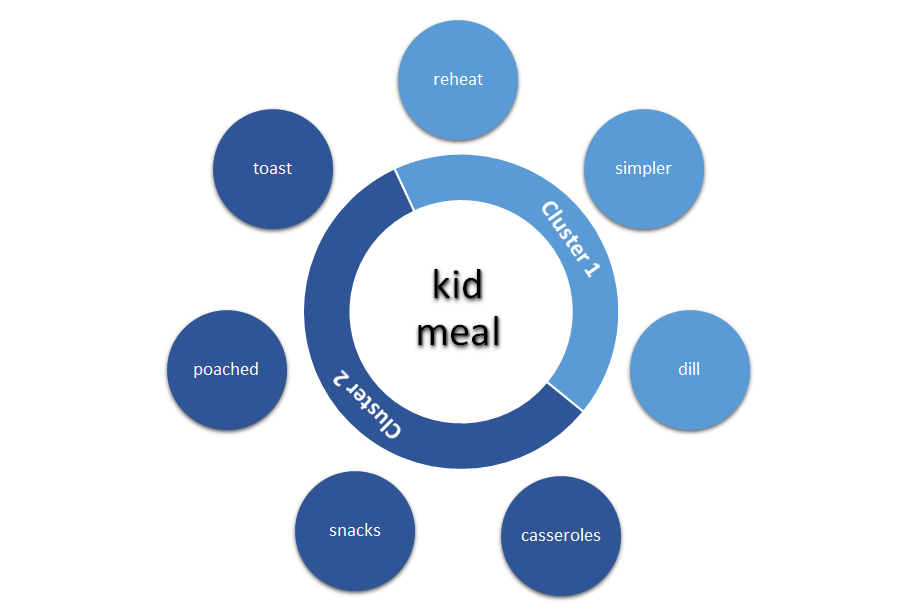 reheat
toast
simpler
Cluster 1
kid
meal
poached
dill
Cluster 2
snacks
casseroles